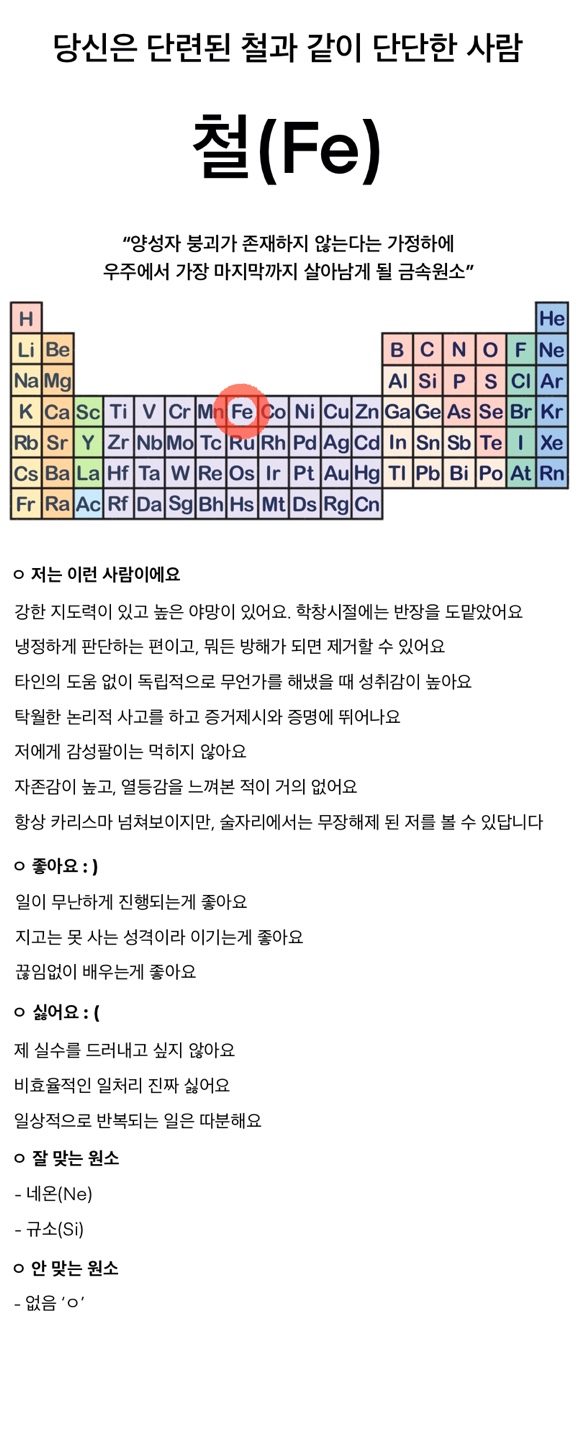 당신은 단련된 철과 같이 단단한 사람
철(Fe)
“양성자 붕괴가 존재하지 않는다는 가정하에
우주에서 가장 마지막까지 살아남게 될 금속원소”
H He
Li Be B C N O F Ne
Na Mg Al Si P S Cl Ar
K Ca Sc Ti V Cr Mn Fe Co Ni Cu Zn Ga Ge As Se Br Kr
Rb Sr Y Zr Nb Mo Tc Ru Rh Pd Ag Cd In Sn Sb Te I Xe
Cs Ba La Hf Ta W Re Os Ir Pt Au Hg Tl Pb Bi Po At Rn
Fr Ra Ac Rf Da Sg Bh Hs Mt Ds Rg Cn
ㅇ 저는 이런 사람이에요
강한 지도력이 있고 높은 야망이 있어요. 학창시절에는 반장을 도맡았어요
냉정하게 판단하는 편이고, 뭐든 방해가 되면 제거할 수 있어요
타인의 도움 없이 독립적으로 무언가를 해냈을 때 성취감이 높아요
탁월한 논리적 사고를 하고 증거제시와 증명에 뛰어나요
저에게 감성팔이는 먹히지 않아요
자존감이 높고, 열등감을 느껴본 적이 거의 없어요
항상 카리스마 넘쳐보이지만, 술자리에서는 무장해제 된 저를 볼 수 있답니다
ㅇ 좋아요 : )
일이 무난하게 진행되는게 좋아요
지고는 못 사는 성격이라 이기는게 좋아요
끊임없이 배우는게 좋아요
ㅇ 싫어요 : (
제 실수를 드러내고 싶지 않아요
비효율적인 일처리 진짜 싫어요
일상적으로 반복되는 일은 따분해요
ㅇ 잘 맞는 원소
- 네온(Ne)
- 규소(Si)
ㅇ 안 맞는 원소
- 없음 ‘ㅇ’